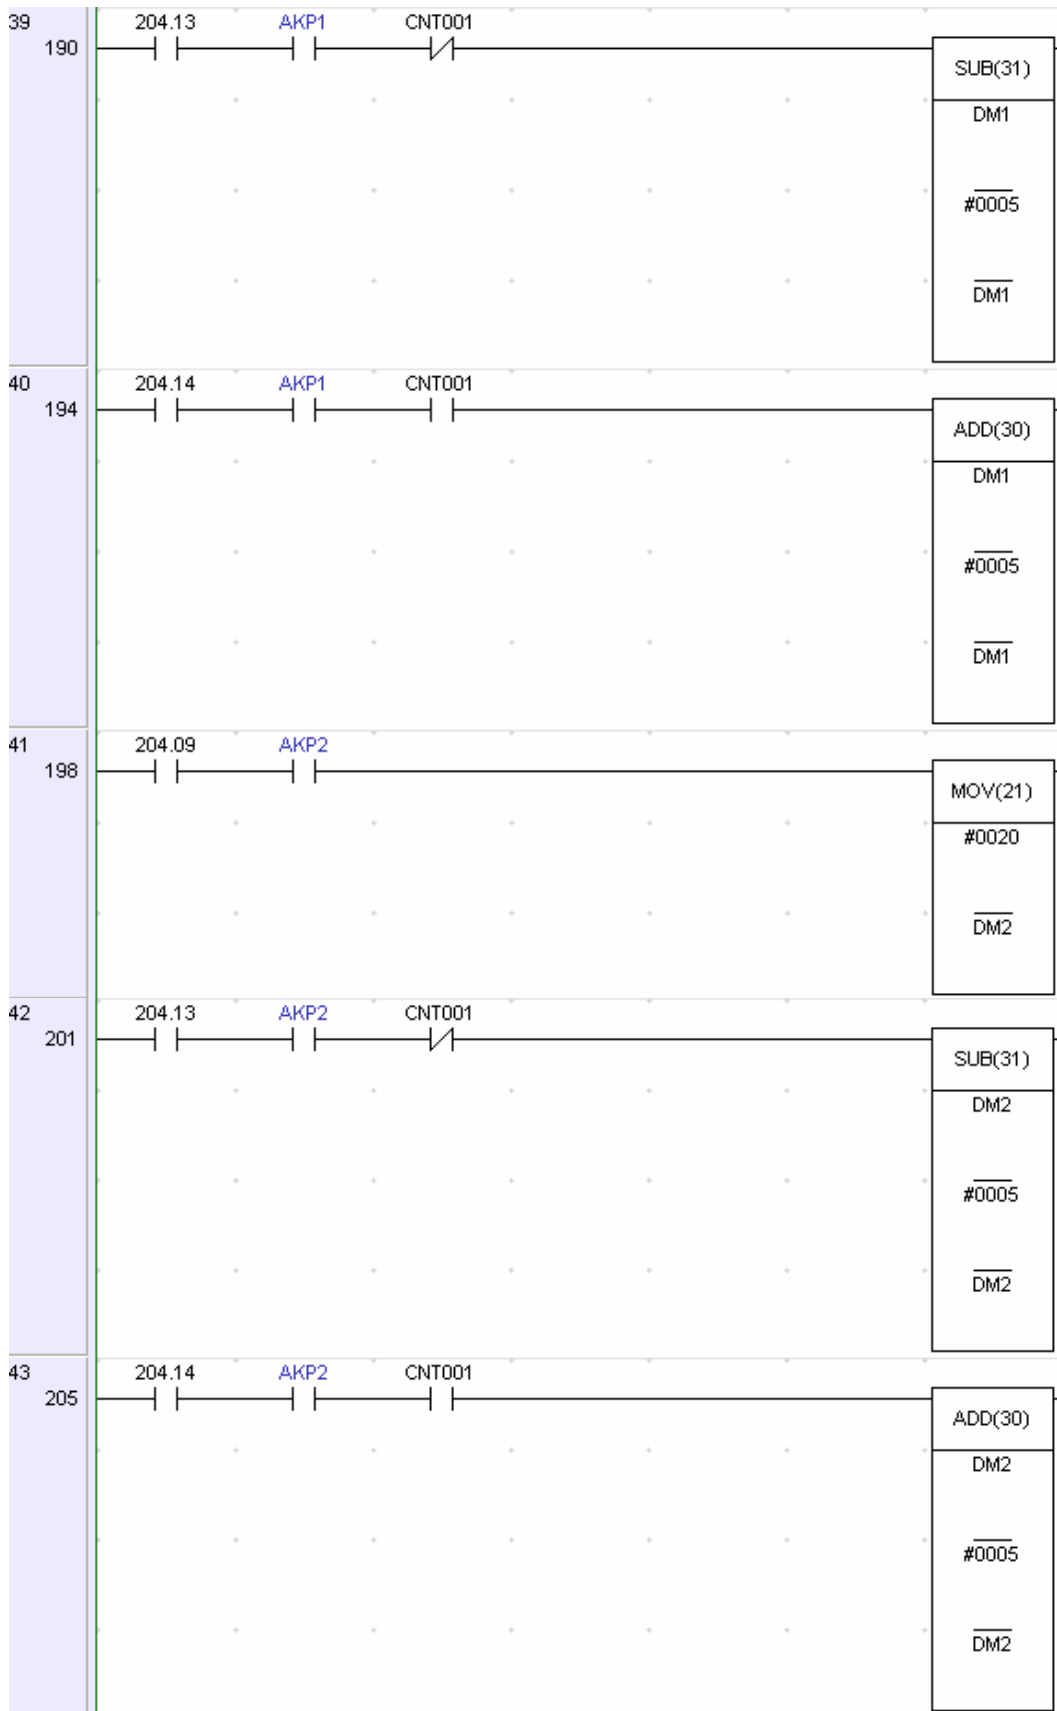 39 204.13 AKP1 CNT001
190
SUB(31)
DM1
#0005
DM1
40 204.14 AKP1 CNT001
194
ADD(30)
DM1
#0005
DM1
41 204.09 AKP2
198
MOV(21)
#0020
DM2
42 204.13 AKP2 CNT001
201
SUB(31)
DM2
#0005
DM2
43 204.14 AKP2 CNT001
205
ADD(30)
DM2
#0005
DM2